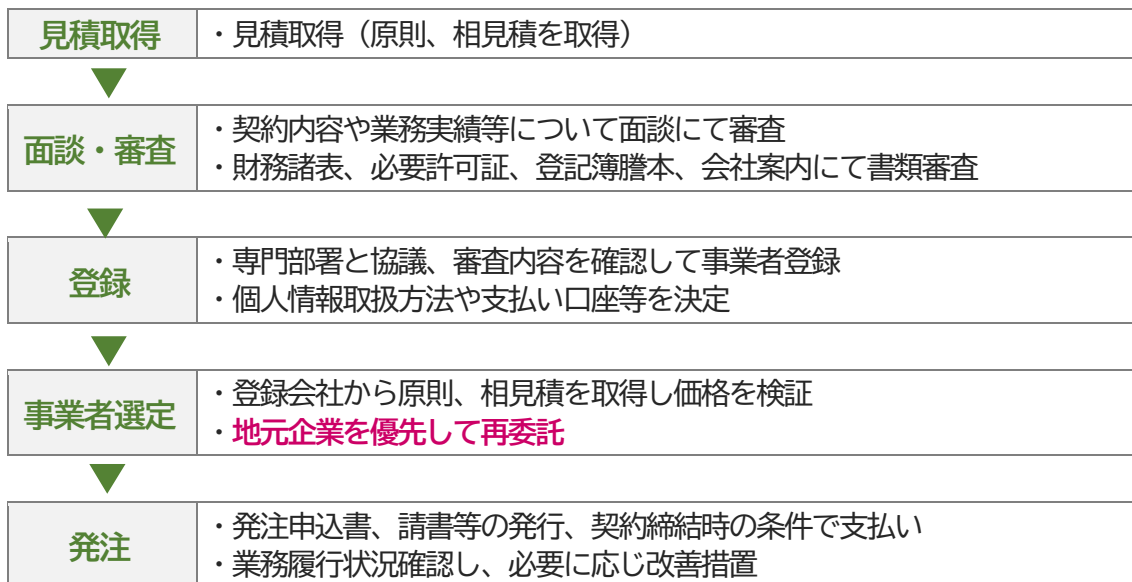 見積取得
・見積取得（原則、相見積を取得）
面談・審査
・契約内容や業務実績等について面談にて審査
・財務諸表、必要許可証、登記簿謄本、会社案内にて書類審査
登録
・専門部署と協議、審査内容を確認して事業者登録
・個人情報取扱方法や支払い口座等を決定
事業者選定
・登録会社から原則、相見積を取得し価格を検証
・地元企業を優先して再委託
発注
・発注申込書、請書等の発行、契約締結時の条件で支払い
・業務履行状況確認し、必要に応じ改善措置